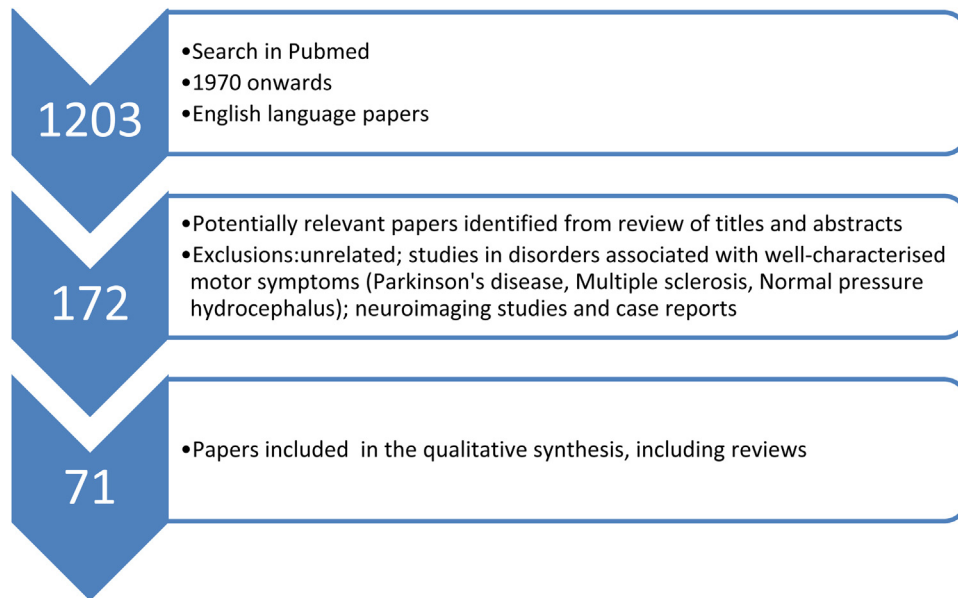 1203
•Search in Pubmed
•1970 onwards
•English language papers
172
•Potentially relevant papers identified from review of titles and abstracts
•Exclusions:unrelated; studies in disorders associated with well-characterised
motor symptoms (Parkinson's disease, Multiple sclerosis, Normal pressure
hydrocephalus); neuroimaging studies and case reports
71
•Papers included  in the qualitative synthesis, including reviews